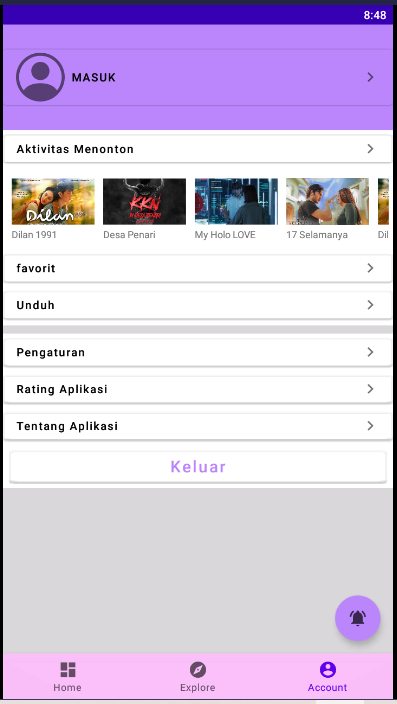 8:48
MASUK
Aktivitas Menonton
Dilan
KKN
Dilan 1991
Desa Penari
My Holo LOVE
17 Selamanya
Dil
favorit
Unduh
Pengaturan
Rating Aplikasi
Tentang Aplikasi
Keluar
Home
Explore
Account